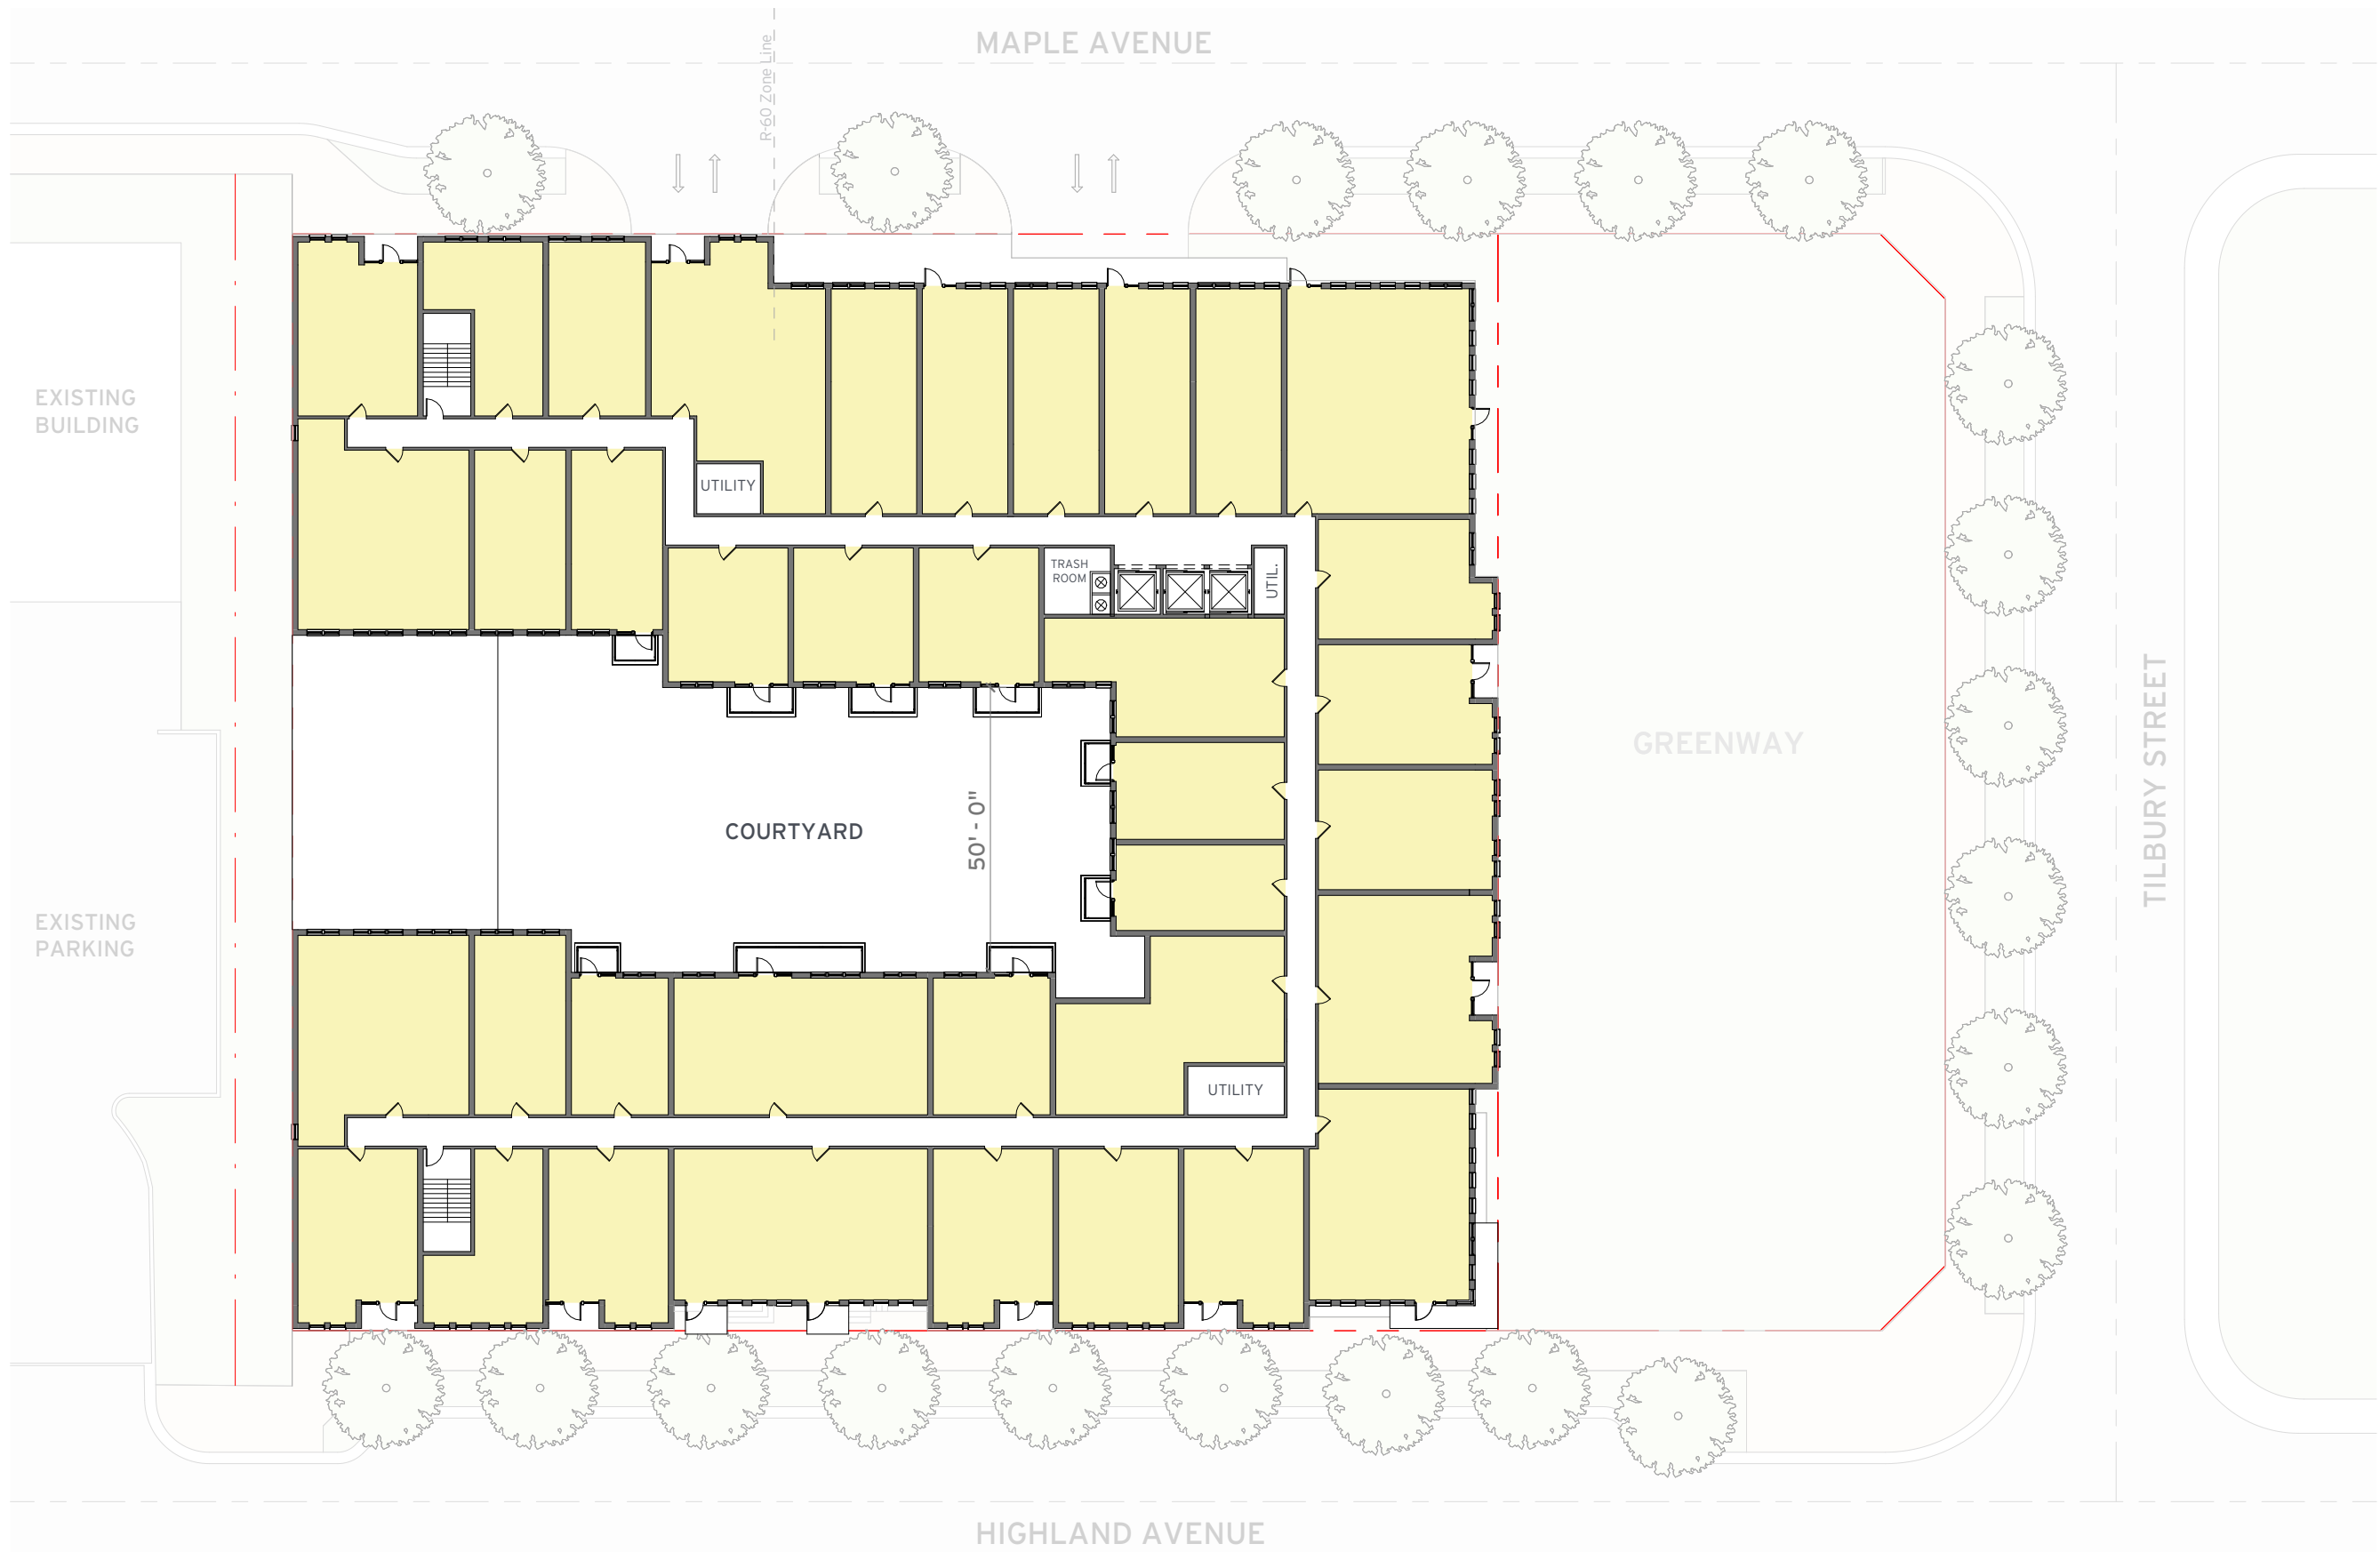 MAPLE AVENUE
R-60 Zone Line
EXISTING
BUILDING
UTILITY
TRASH
ROOM
UTIL.
GREENWAY
TILBURY STREET
COURTYARD
50' - 0"
EXISTING
PARKING
UTILITY
HIGHLAND AVENUE